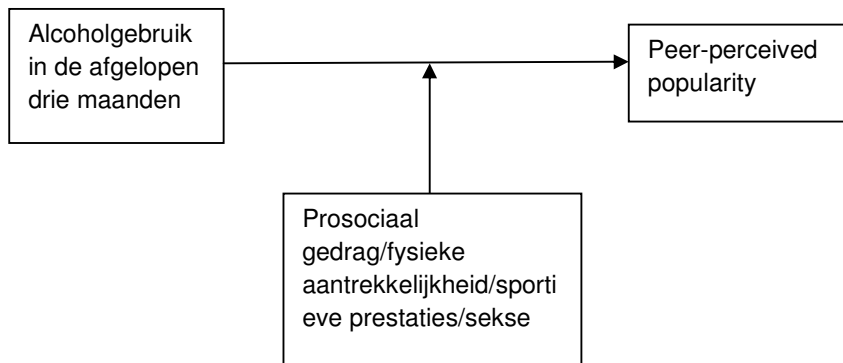 Alcoholgebruik
in de afgelopen
drie maanden
Peer-perceived
popularity
Prosociaal
gedrag/fysieke
aantrekkelijkheid/sporti
eve prestaties/sekse